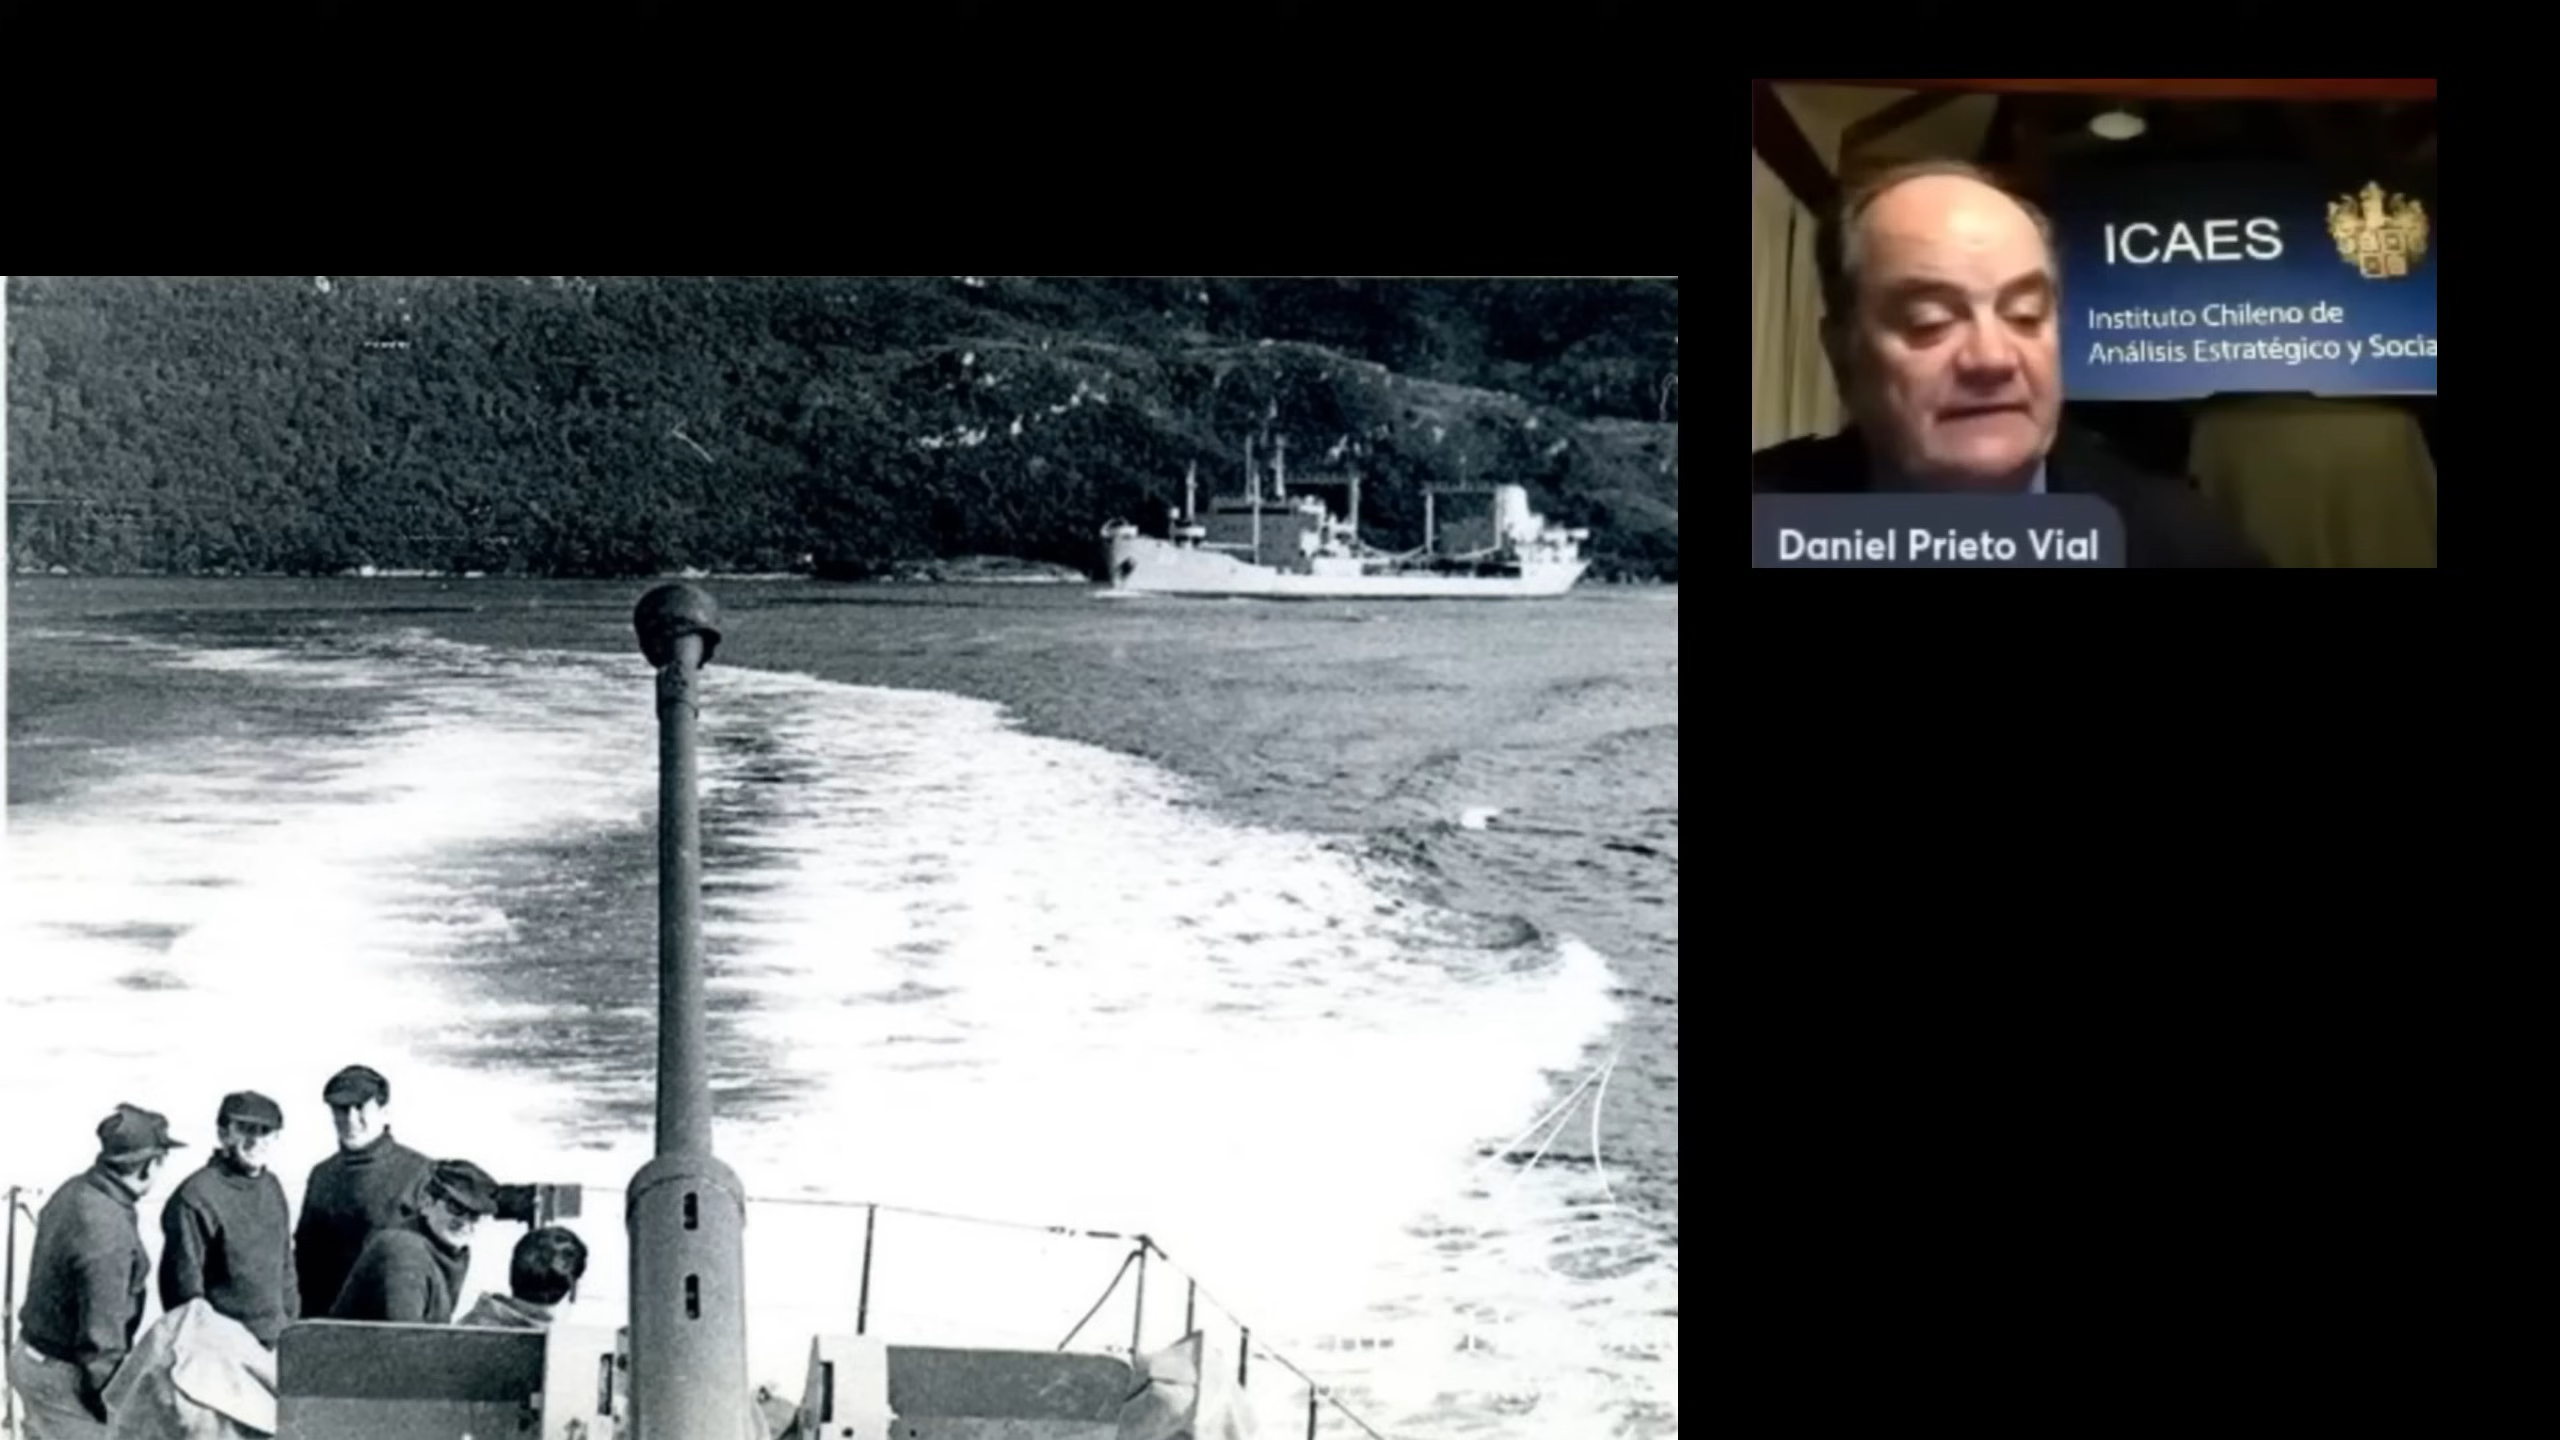 ICAES
Instituto Chileno de
Análisis Estratégico y Socia
Daniel Prieto Vial